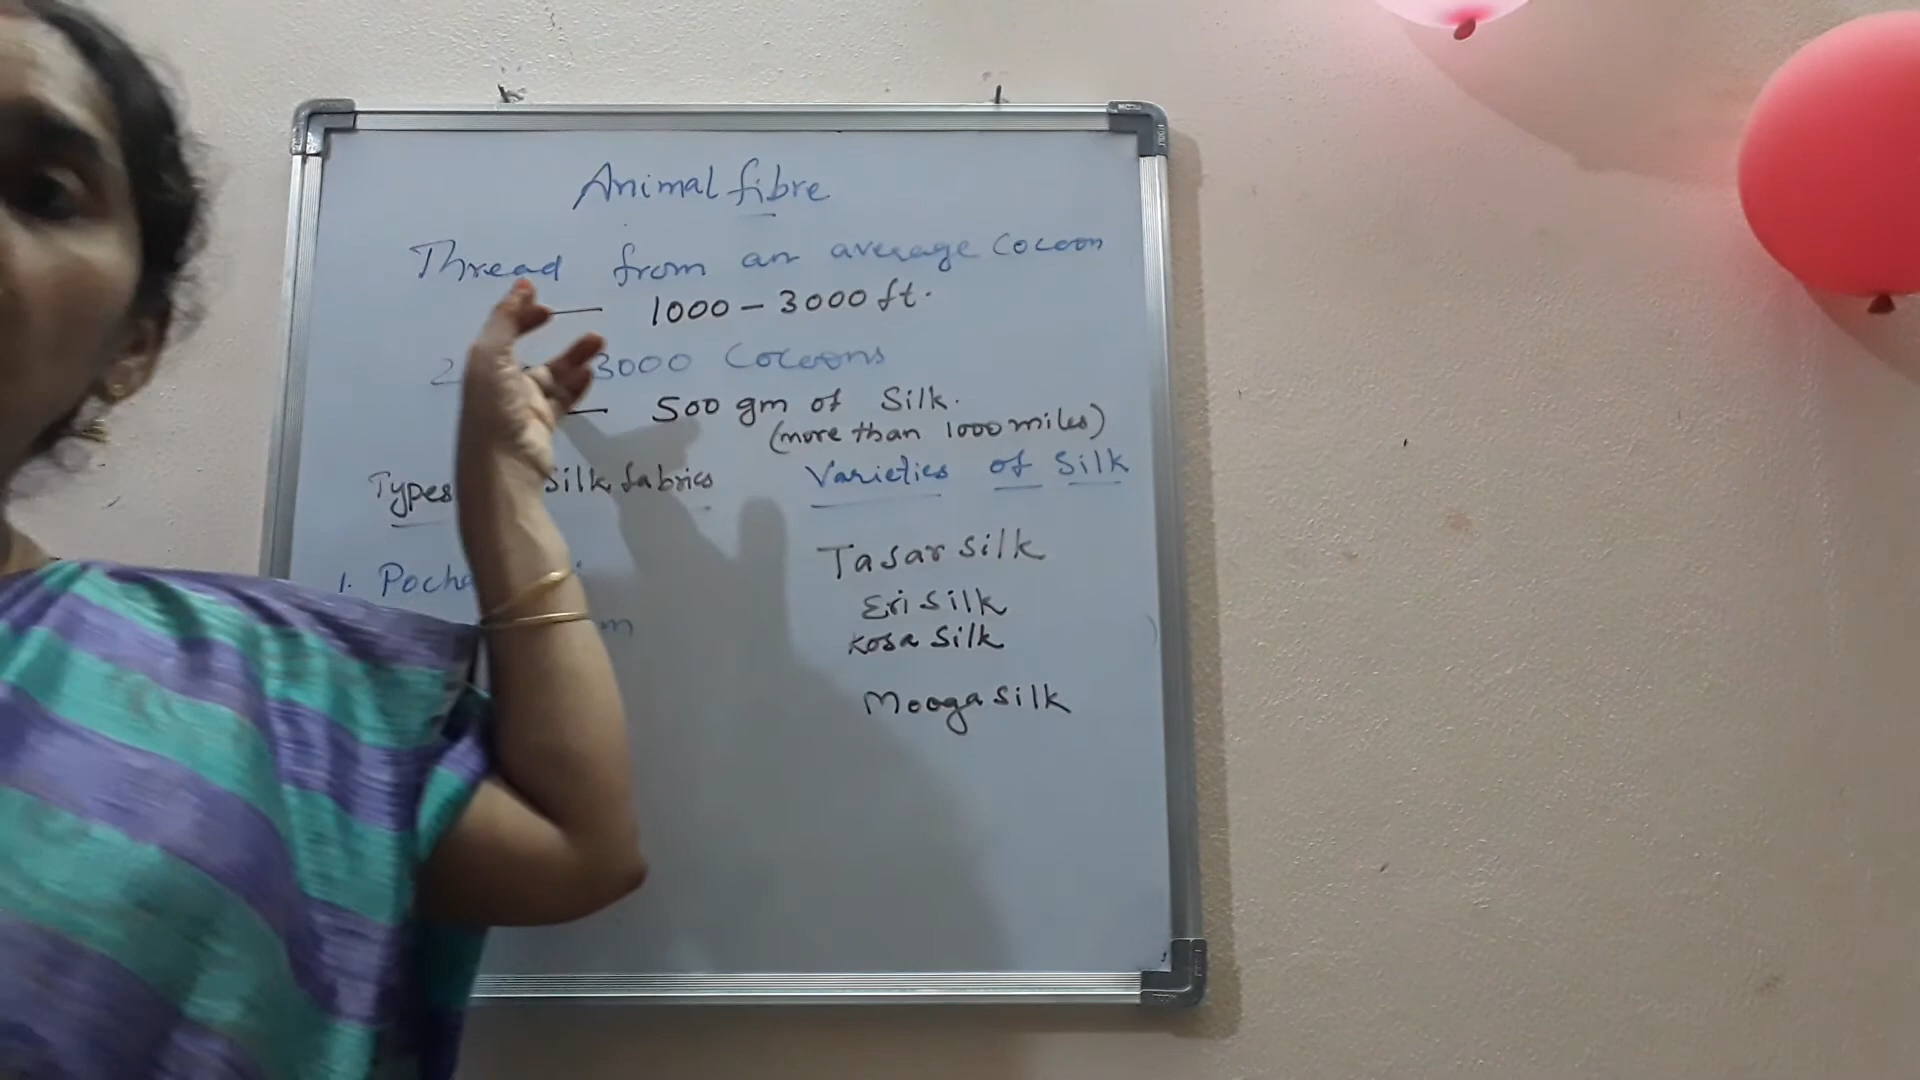 Animal fibre
Thread from an average cocoon
— 1000 – 3000 ft.
3000 Cocoons
— 500 gm of Silk.
(more than 1000 miles)
Types Silk fabrics
Varieties of Silk
1.
Tasar silk
Eri silk
Kosa Silk
Mooga silk